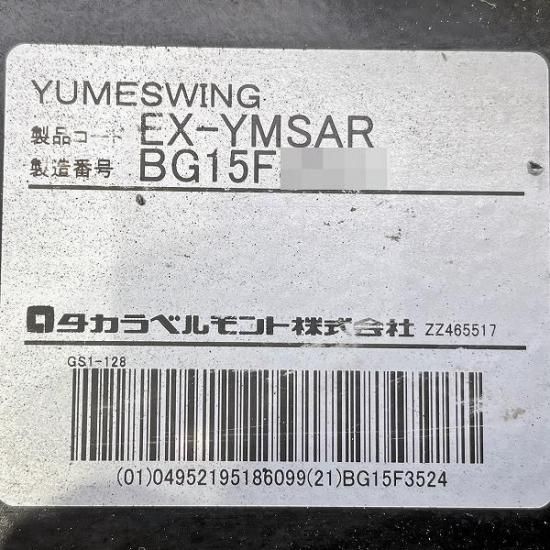 YUMESWING
製品コード EX-YMSAR
製造番号 BG15F
タカラベルモント株式会社 ZZ465517
GS1-128
(01)04952195186099(21)BG15F3524